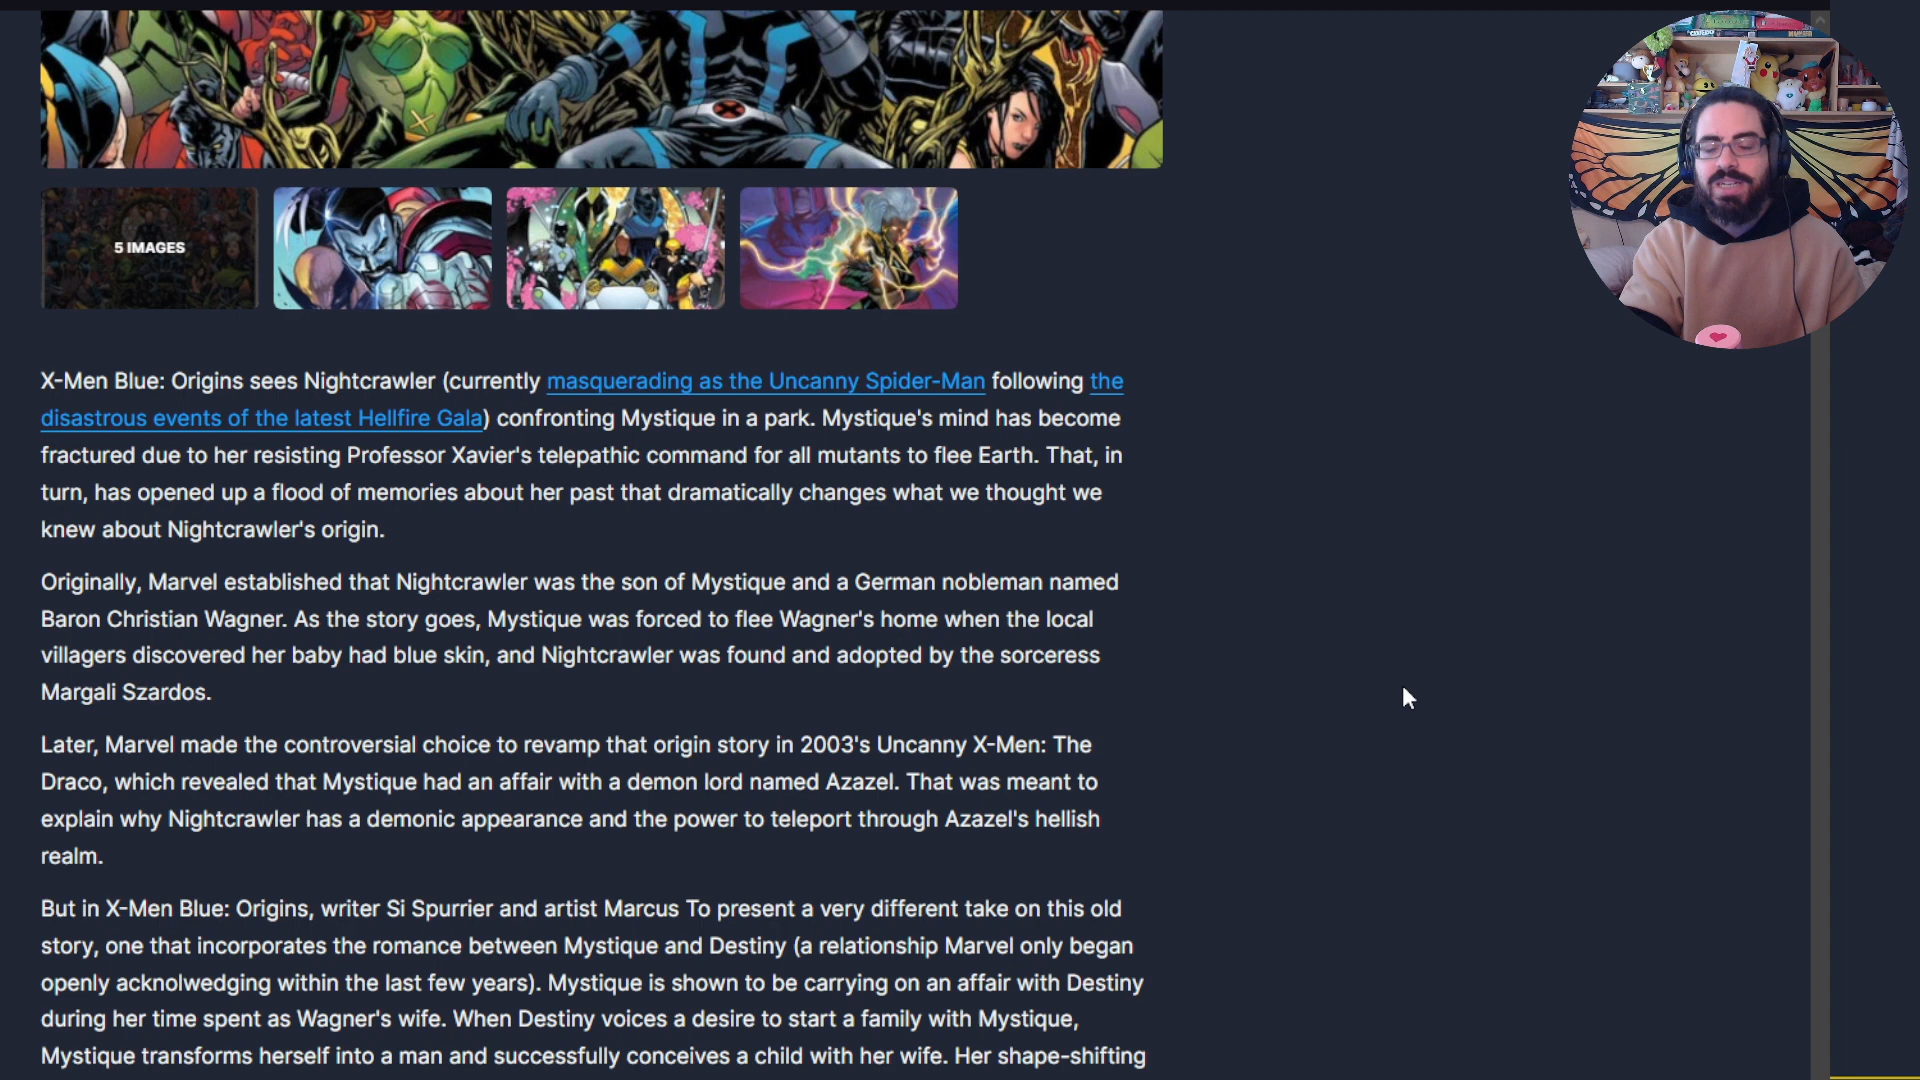 5 IMAGES
X-Men Blue: Origins sees Nightcrawler (currently masquerading as the Uncanny Spider-Man following the
disastrous events of the latest Hellfire Gala) confronting Mystique in a park. Mystique's mind has become
fractured due to her resisting Professor Xavier's telepathic command for all mutants to flee Earth. That, in
turn, has opened up a flood of memories about her past that dramatically changes what we thought we
knew about Nightcrawler's origin.
Originally, Marvel established that Nightcrawler was the son of Mystique and a German nobleman named
Baron Christian Wagner. As the story goes, Mystique was forced to flee Wagner's home when the local
villagers discovered her baby had blue skin, and Nightcrawler was found and adopted by the sorceress
Margali Szardos.
Later, Marvel made the controversial choice to revamp that origin story in 2003's Uncanny X-Men: The
Draco, which revealed that Mystique had an affair with a demon lord named Azazel. That was meant to
explain why Nightcrawler has a demonic appearance and the power to teleport through Azazel's hellish
realm.
But in X-Men Blue: Origins, writer Si Spurrier and artist Marcus To present a very different take on this old
story, one that incorporates the romance between Mystique and Destiny (a relationship Marvel only began
openly acknolwedging within the last few years). Mystique is shown to be carrying on an affair with Destiny
during her time spent as Wagner's wife. When Destiny voices a desire to start a family with Mystique,
Mystique transforms herself into a man and successfully conceives a child with her wife. Her shape-shifting